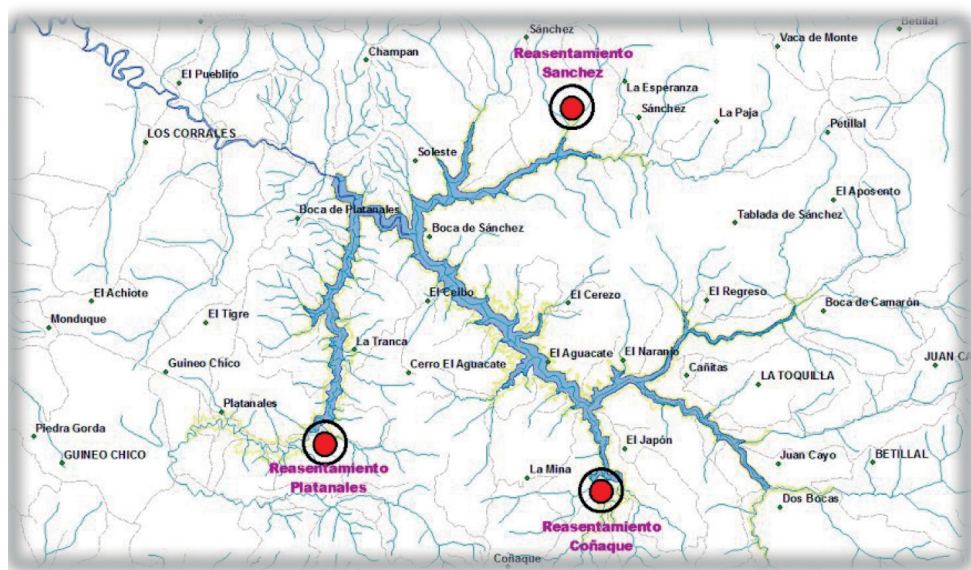 Betillal
Sánchez
Vaca de Monte
Champan
Reasentamiento
Sanchez
El Pueblito
La Esperanza
Sánchez
La Paja
Petillal
LOS CORRALES
Soleste
El Aposento
Boca de Platanales
Tablada de Sánchez
Boca de Sánchez
El Achiote
El Ceibo
El Cerezo
El Regreso
Boca de Camarón
Monduque
El Tigre
La Tranca
El Aguacate
El Naranjo
Guineo Chico
Cerro El Aguacate
Cañitas
LA TOQUILLA
JUAN CA
Platanales
Piedra Gorda
El Japón
GUINEO CHICO
Reasentamiento
Platanales
La Mina
Juan Cayo
BETILLAL
Dos Bocas
Reasentamiento
Coñaque
Coñaque